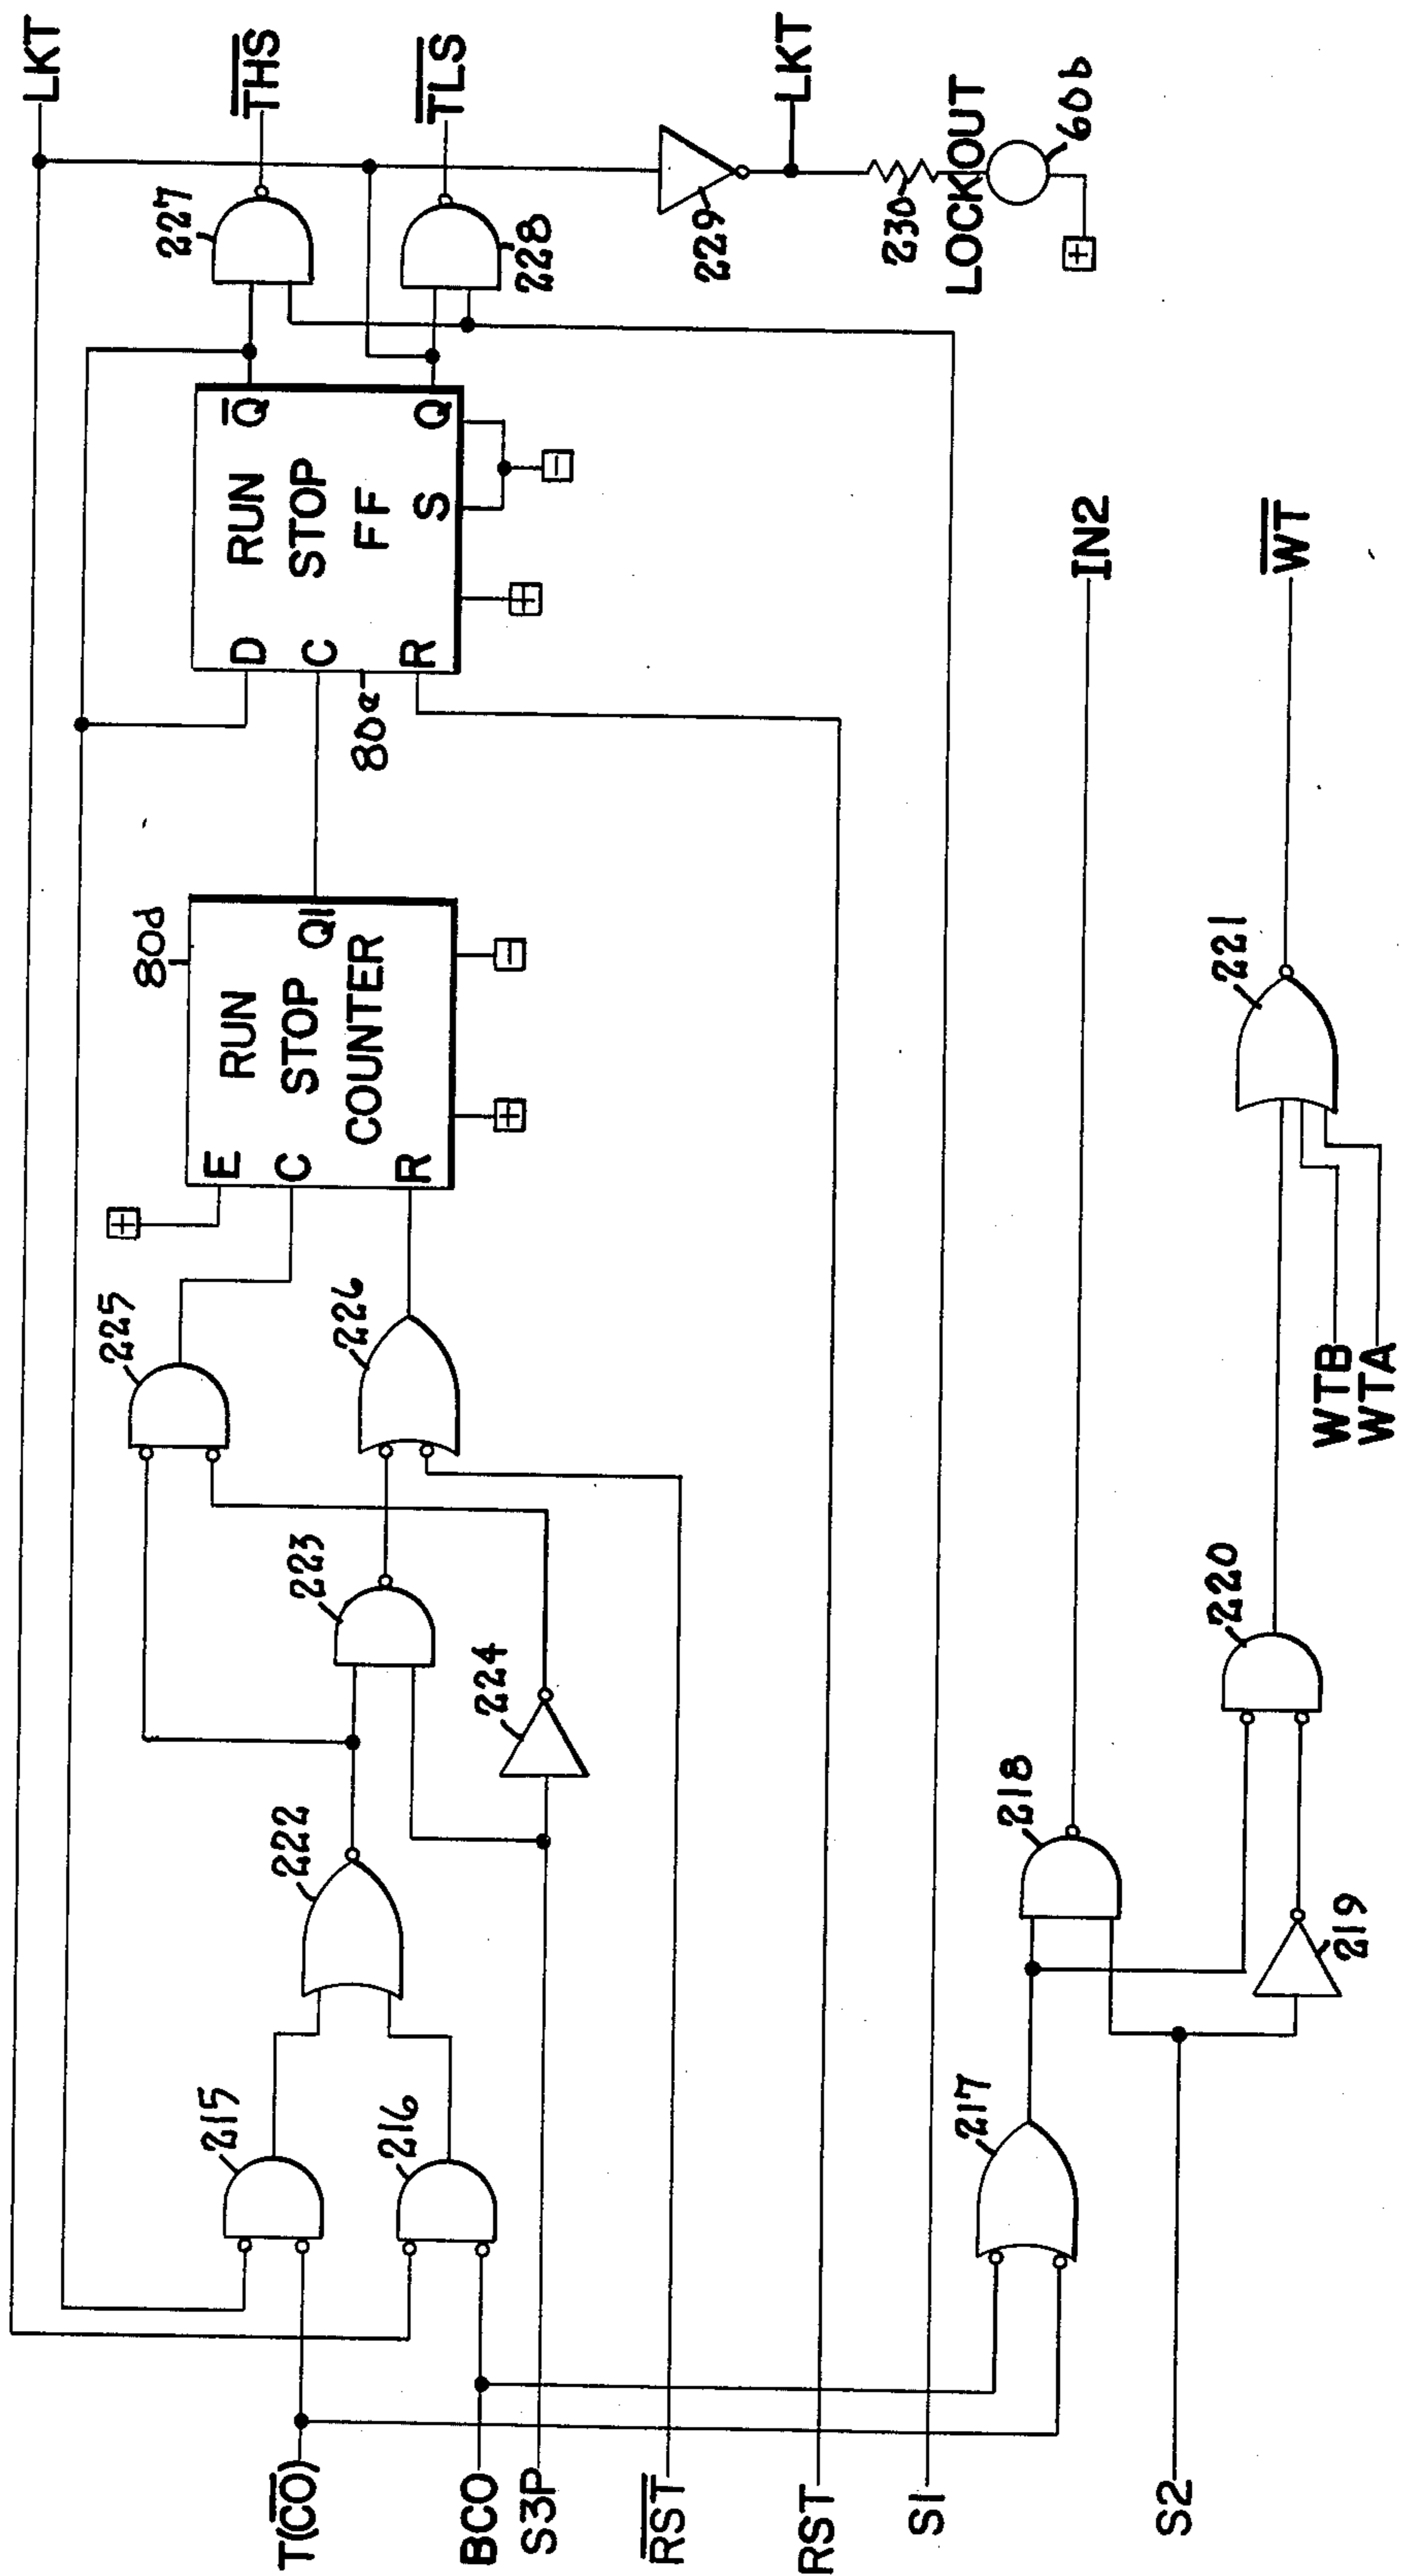 LKT
THS
TLS
LKT
227
228
229
230
LOCKOUT
60b
+
Q
Q
RUN
STOP
FF
S
D
C
R
80e
-
+
IN2
WT
80d
RUN
STOP
COUNTER
Q1
E
C
R
+
+
-
221
WTB
WTA
225
226
223
224
222
220
218
219
215
216
217
T(CO)
BCO
S3P
RST
RST
S1
S2